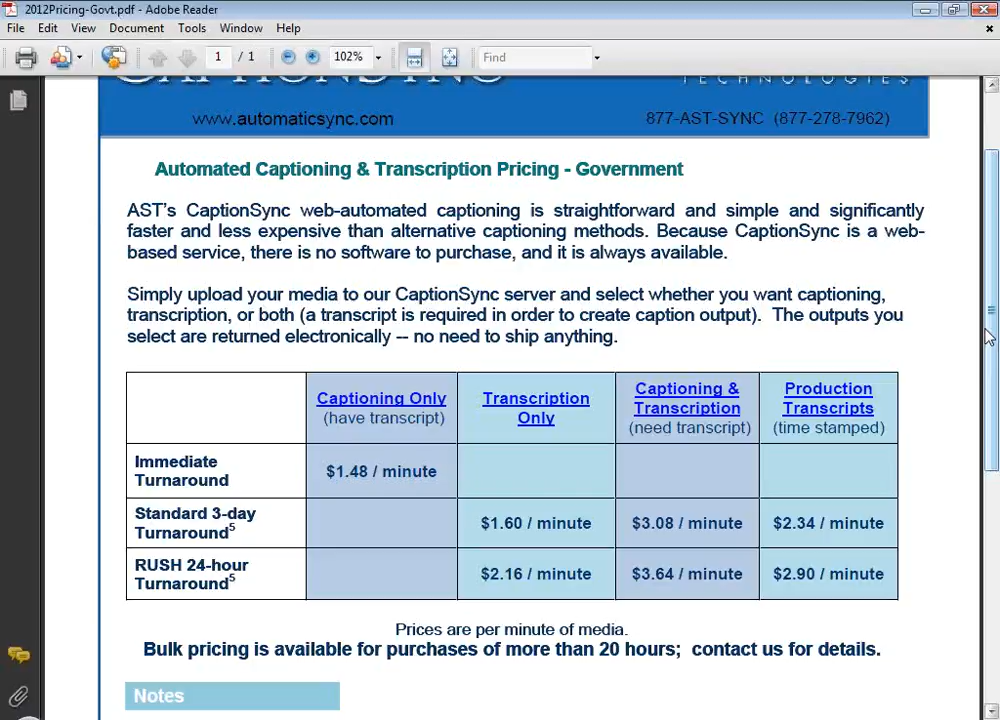 2012Pricing-Govt.pdf - Adobe Reader
File Edit View Document Tools Window Help
1 / 1 102% Find
TECHNOLOGIES
www.automaticsync.com 877-AST-SYNC (877-278-7962)
Automated Captioning & Transcription Pricing - Government
AST's CaptionSync web-automated captioning is straightforward and simple and significantly
faster and less expensive than alternative captioning methods. Because CaptionSync is a web-
based service, there is no software to purchase, and it is always available.
Simply upload your media to our CaptionSync server and select whether you want captioning,
transcription, or both (a transcript is required in order to create caption output). The outputs you
select are returned electronically -- no need to ship anything.
Captioning Only
(have transcript)
Transcription
Only
Captioning &
Transcription
(need transcript)
Production
Transcripts
(time stamped)
Immediate
Turnaround
$1.48 / minute
Standard 3-day
Turnaround5
$1.60 / minute $3.08 / minute $2.34 / minute
RUSH 24-hour
Turnaround5
$2.16 / minute $3.64 / minute $2.90 / minute
Prices are per minute of media.
Bulk pricing is available for purchases of more than 20 hours; contact us for details.
Notes